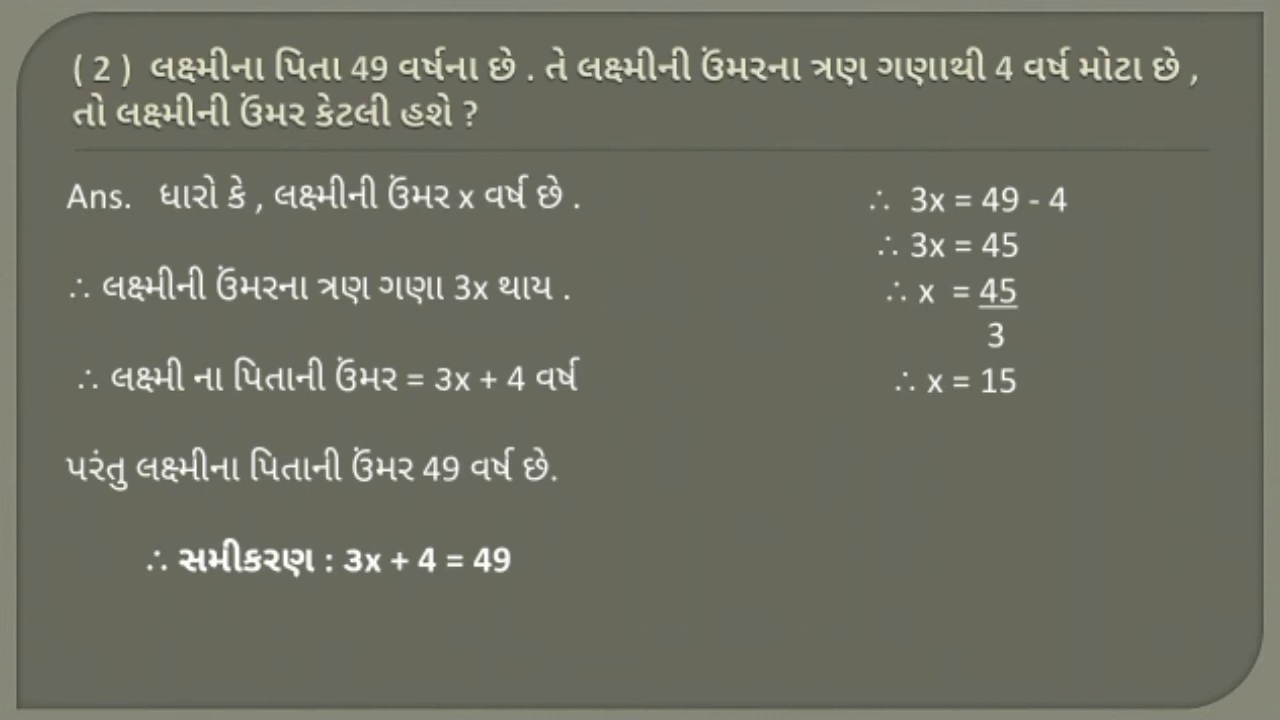 ( 2 ) લક્ષ્મીના પિતા 49 વર્ષના છે . તે લક્ષ્મીની ઉંમરના ત્રણ ગણાથી 4 વર્ષ મોટા છે ,
તો લક્ષ્મીની ઉંમર કેટલી હશે ?
Ans. ધારો કે , લક્ષ્મીની ઉંમર x વર્ષ છે .
∴ લક્ષ્મીની ઉંમરના ત્રણ ગણા 3x થાય .
∴ લક્ષ્મી ના પિતાની ઉંમર = 3x + 4 વર્ષ
પરંતુ લક્ષ્મીના પિતાની ઉંમર 49 વર્ષ છે.
∴ સમીકરણ : 3x + 4 = 49
∴ 3x = 49 - 4
∴ 3x = 45
∴ x = 45
3
∴ x = 15